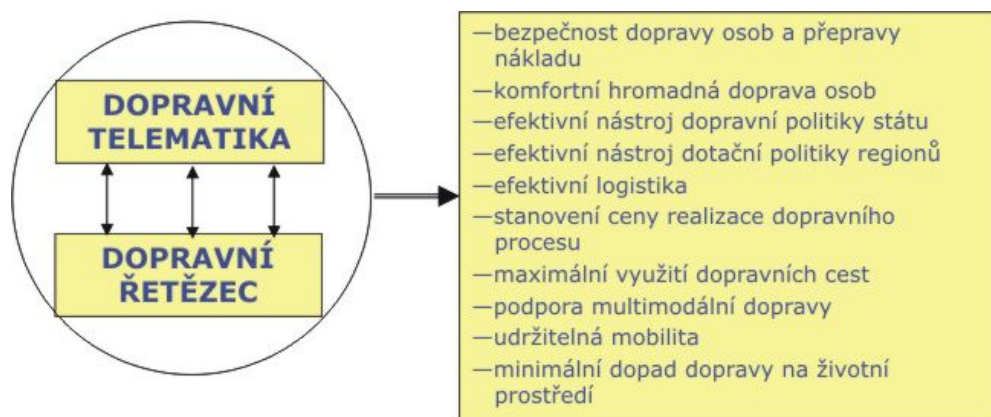 DOPRAVNÍ
TELEMATIKA
DOPRAVNÍ
ŘETĚZEC
—bezpečnost dopravy osob a přepravy
nákladu
—komfortní hromadná doprava osob
—efektivní nástroj dopravní politiky státu
—efektivní nástroj dotační politiky regionů
—efektivní logistika
—stanovení ceny realizace dopravního
procesu
—maximální využití dopravních cest
—podpora multimodální dopravy
—udržitelná mobilita
—minimální dopad dopravy na životní
prostředí